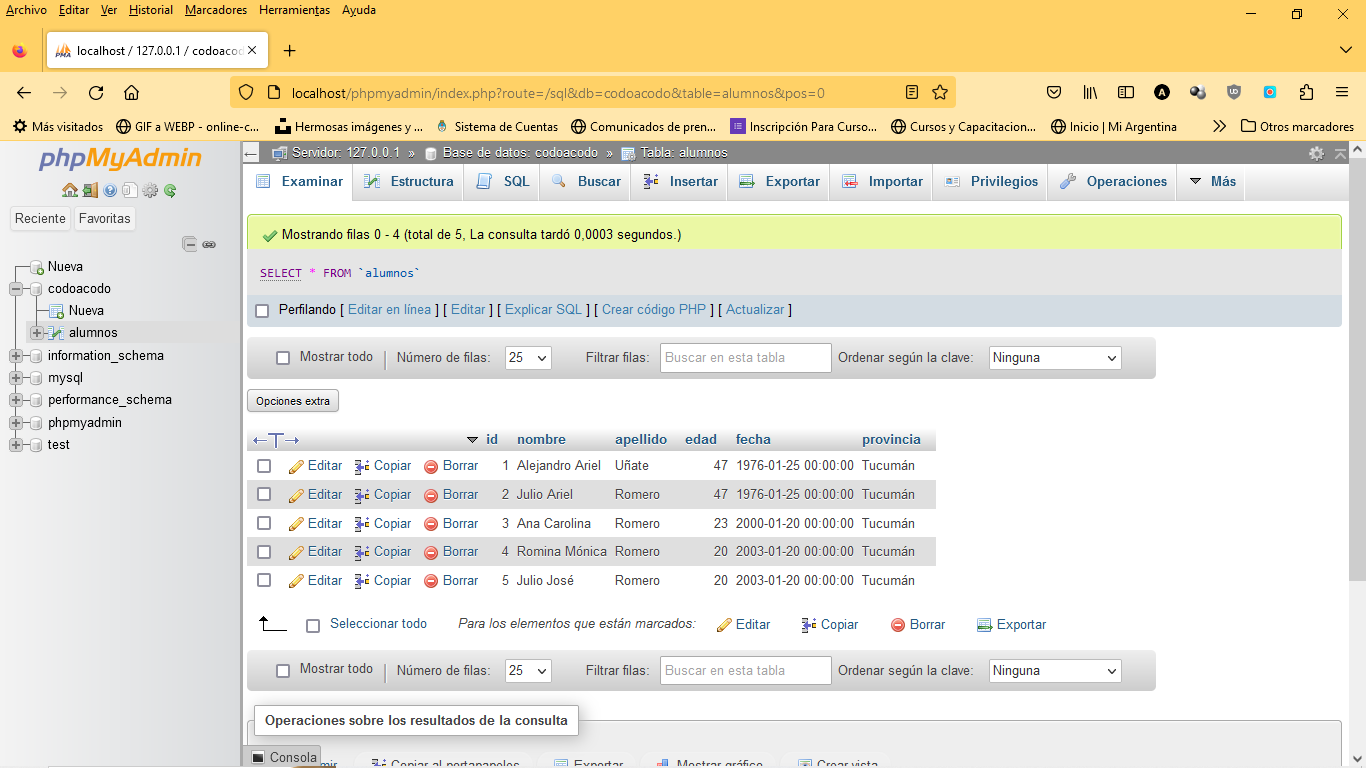 Archivo Editar Ver Historial Marcadores Herramientas Ayuda
PMA localhost / 127.0.0.1 / codoacod
localhost/phpmyadmin/index.php?route=/sql&db=codoacodo&table=alumnos&pos=0
Más visitados GIF a WEBP - online-c... Hermosas imágenes y ... Sistema de Cuentas Comunicados de pren... Inscripción Para Curso... Cursos y Capacitacion... Inicio | Mi Argentina Otros marcadores
phpMyAdmin
Reciente Favoritas
Nueva
codoacodo
Nueva
alumnos
information_schema
mysql
performance_schema
phpmyadmin
test
Servidor: 127.0.0.1 » Base de datos: codoacodo » Tabla: alumnos
Examinar Estructura SQL Buscar Insertar Exportar Importar Privilegios Operaciones Más
Mostrando filas 0 - 4 (total de 5, La consulta tardó 0,0003 segundos.)
SELECT * FROM `alumnos`
Perfilando [ Editar en línea ] [ Editar ] [ Explicar SQL ] [ Crear código PHP ] [ Actualizar ]
Mostrar todo Número de filas: 25 Filtrar filas: Buscar en esta tabla Ordenar según la clave: Ninguna
Opciones extra
←T→ id nombre apellido edad fecha provincia
Editar Copiar Borrar 1 Alejandro Ariel Uñate 47 1976-01-25 00:00:00 Tucumán
Editar Copiar Borrar 2 Julio Ariel Romero 47 1976-01-25 00:00:00 Tucumán
Editar Copiar Borrar 3 Ana Carolina Romero 23 2000-01-20 00:00:00 Tucumán
Editar Copiar Borrar 4 Romina Mónica Romero 20 2003-01-20 00:00:00 Tucumán
Editar Copiar Borrar 5 Julio José Romero 20 2003-01-20 00:00:00 Tucumán
Seleccionar todo Para los elementos que están marcados: Editar Copiar Borrar Exportar
Mostrar todo Número de filas: 25 Filtrar filas: Buscar en esta tabla Ordenar según la clave: Ninguna
Operaciones sobre los resultados de la consulta
Consola mir Copiar al portapapeles Exportar Mostrar gráfico Crear vista